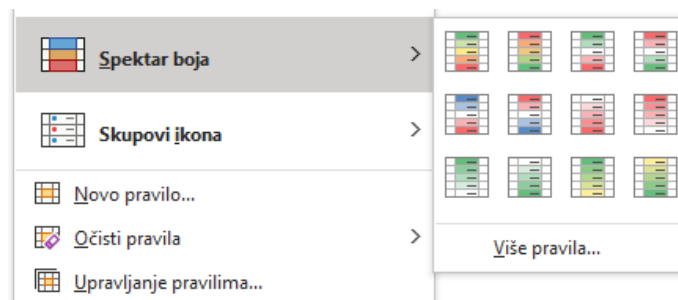 Spektar boja
Skupovi ikona
Novo pravilo...
Očisti pravila
Upravljanje pravilima...
Više pravila...